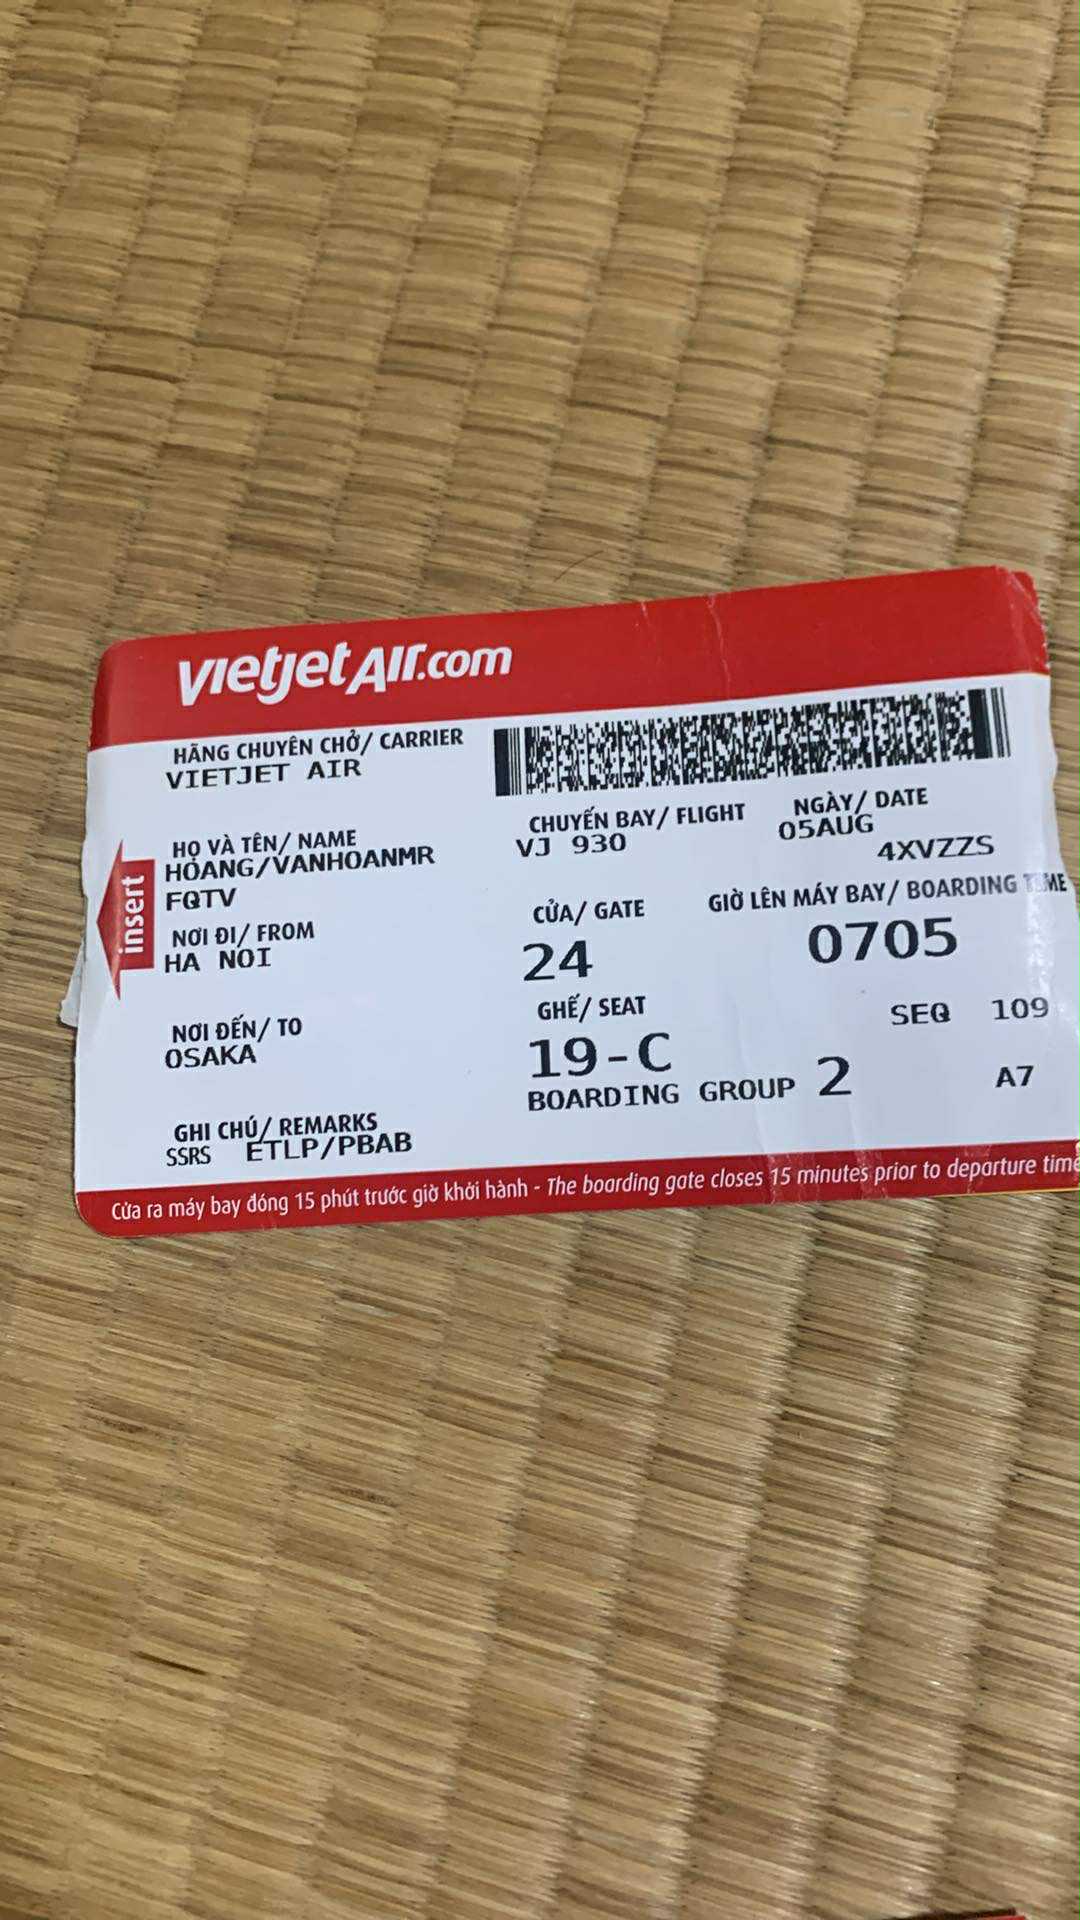 vietjetAir.com
HÃNG CHUYÊN CHỞ/ CARRIER
VIETJET AIR
HỌ VÀ TÊN/ NAME
HOANG/VANHOANMR
FQTV
NƠI ĐI/ FROM
HA NOI
NƠI ĐẾN/ TO
OSAKA
GHI CHÚ/ REMARKS
SSRS ETLP/PBAB
insert
CHUYẾN BAY/ FLIGHT
VJ 930
NGÀY/ DATE
05AUG
4XVZZS
CỬA/ GATE
24
GIỜ LÊN MÁY BAY/ BOARDING TIME
0705
GHẾ/ SEAT
19-C
SEQ 109
BOARDING GROUP 2
A7
Cửa ra máy bay đóng 15 phút trước giờ khởi hành - The boarding gate closes 15 minutes prior to departure time